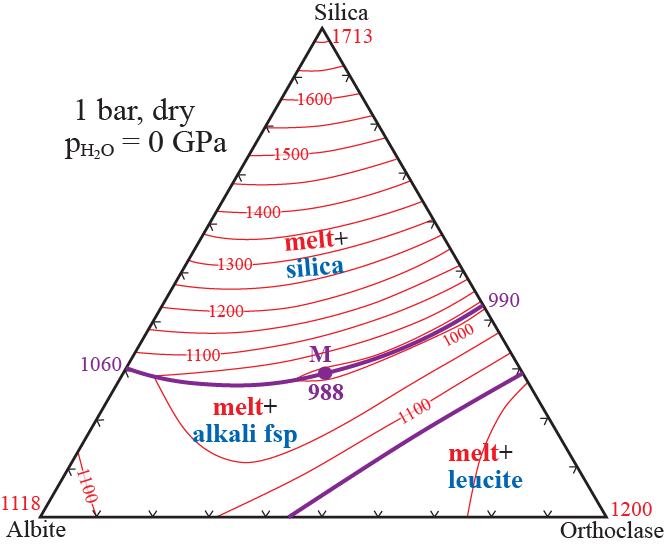 Silica
1713
1 bar, dry
pH₂O = 0 GPa
1600
1500
1400
melt+
silica
1300
1200
1100
990
1000
1060
M
988
melt+
alkali fsp
1100
melt+
leucite
1100
1118
1200
Albite
Orthoclase